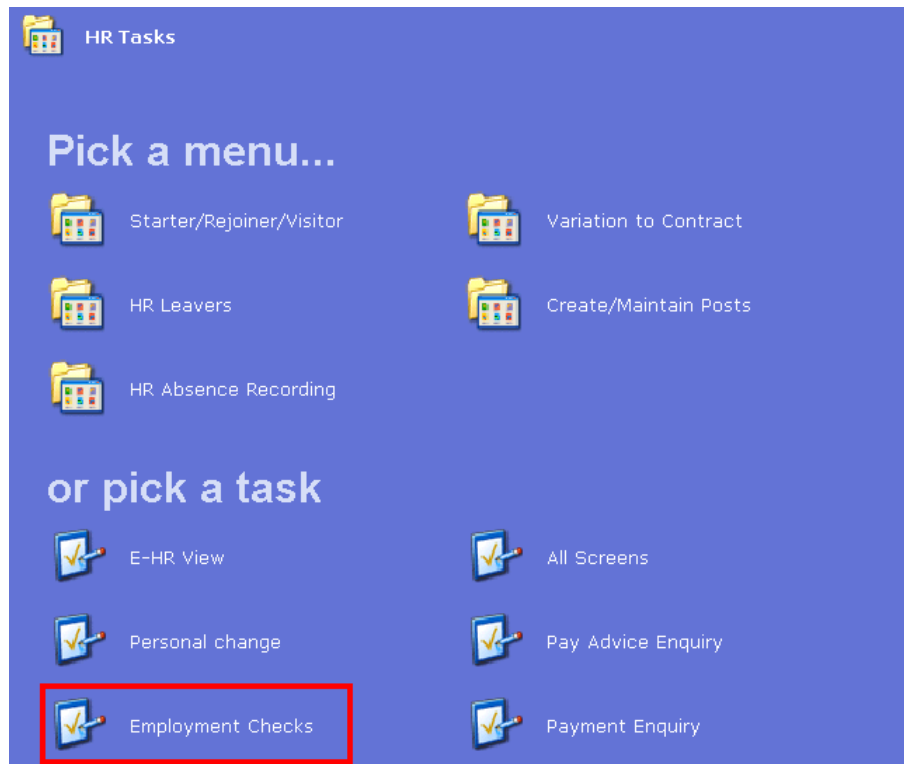 HR Tasks
Pick a menu...
Starter/Rejoiner/Visitor
Variation to Contract
HR Leavers
Create/Maintain Posts
HR Absence Recording
or pick a task
E-HR View
All Screens
Personal change
Pay Advice Enquiry
Employment Checks
Payment Enquiry